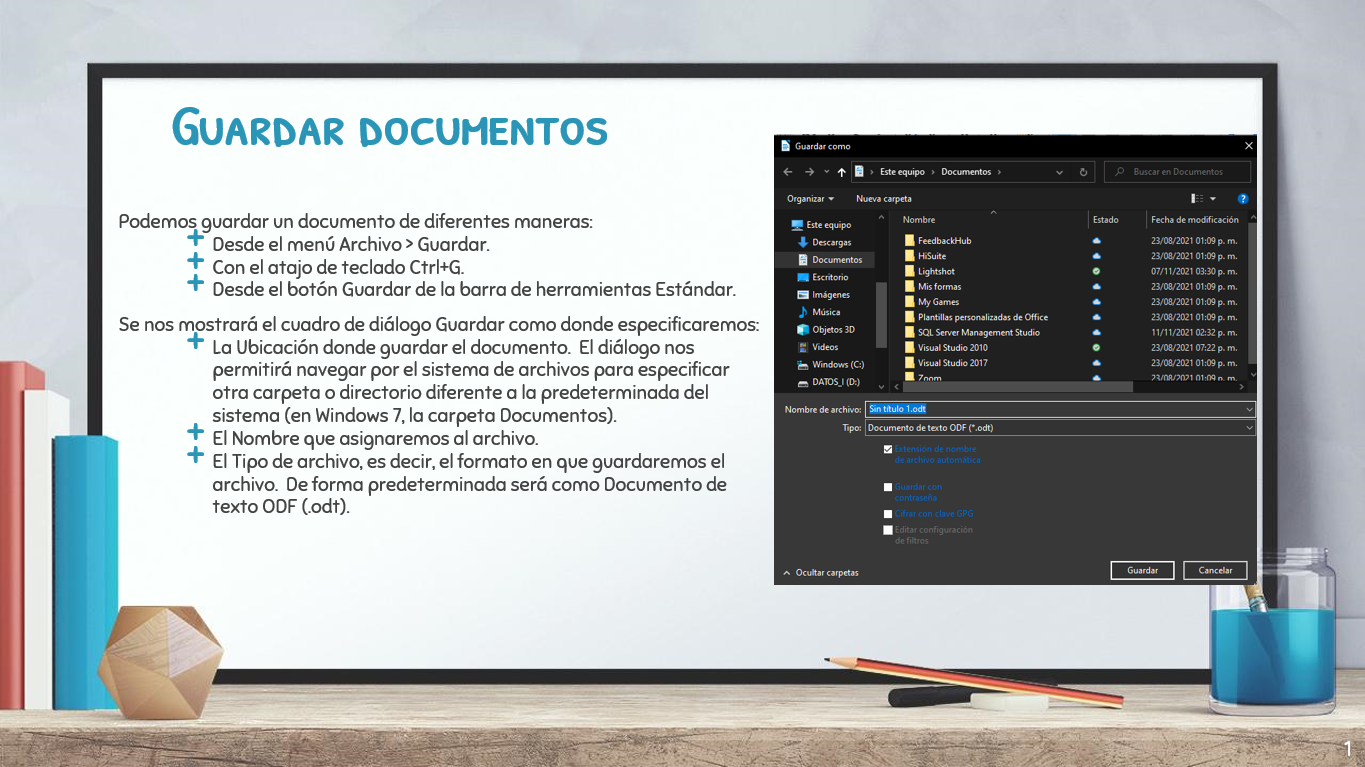 Guardar documentos
Podemos guardar un documento de diferentes maneras:
Desde el menú Archivo > Guardar.
Con el atajo de teclado Ctrl+G.
Desde el botón Guardar de la barra de herramientas Estándar.
Se nos mostrará el cuadro de diálogo Guardar como donde especificaremos:
La Ubicación donde guardar el documento.  El diálogo nos
permitirá navegar por el sistema de archivos para especificar
otra carpeta o directorio diferente a la predeterminada del
sistema (en Windows 7, la carpeta Documentos).
El Nombre que asignaremos al archivo.
El Tipo de archivo, es decir, el formato en que guardaremos el
archivo.  De forma predeterminada será como Documento de
texto ODF (.odt).
Guardar como
Este equipo > Documentos >
Buscar en Documentos
Organizar
Nueva carpeta
Este equipo
Descargas
Documentos
Escritorio
Imágenes
Música
Objetos 3D
Videos
Windows (C:)
DATOS_I (D:)
Nombre Estado Fecha de modificación
FeedbackHub 23/08/2021 01:09 p. m.
HiSuite 23/08/2021 01:09 p. m.
Lightshot 07/11/2021 03:30 p. m.
Mis formas 23/08/2021 01:09 p. m.
My Games 23/08/2021 01:09 p. m.
Plantillas personalizadas de Office 23/08/2021 01:09 p. m.
SQL Server Management Studio 11/11/2021 02:32 p. m.
Visual Studio 2010 23/08/2021 07:22 p. m.
Visual Studio 2017 23/08/2021 01:09 p. m.
Zoom 23/08/2021 01:09 p. m.
Nombre de archivo: Sin título 1.odt
Tipo: Documento de texto ODF (*.odt)
Extensión de nombre
de archivo automática
Guardar con
contraseña
Cifrar con clave GPG
Editar configuración
de filtros
Ocultar carpetas
Guardar
Cancelar
1